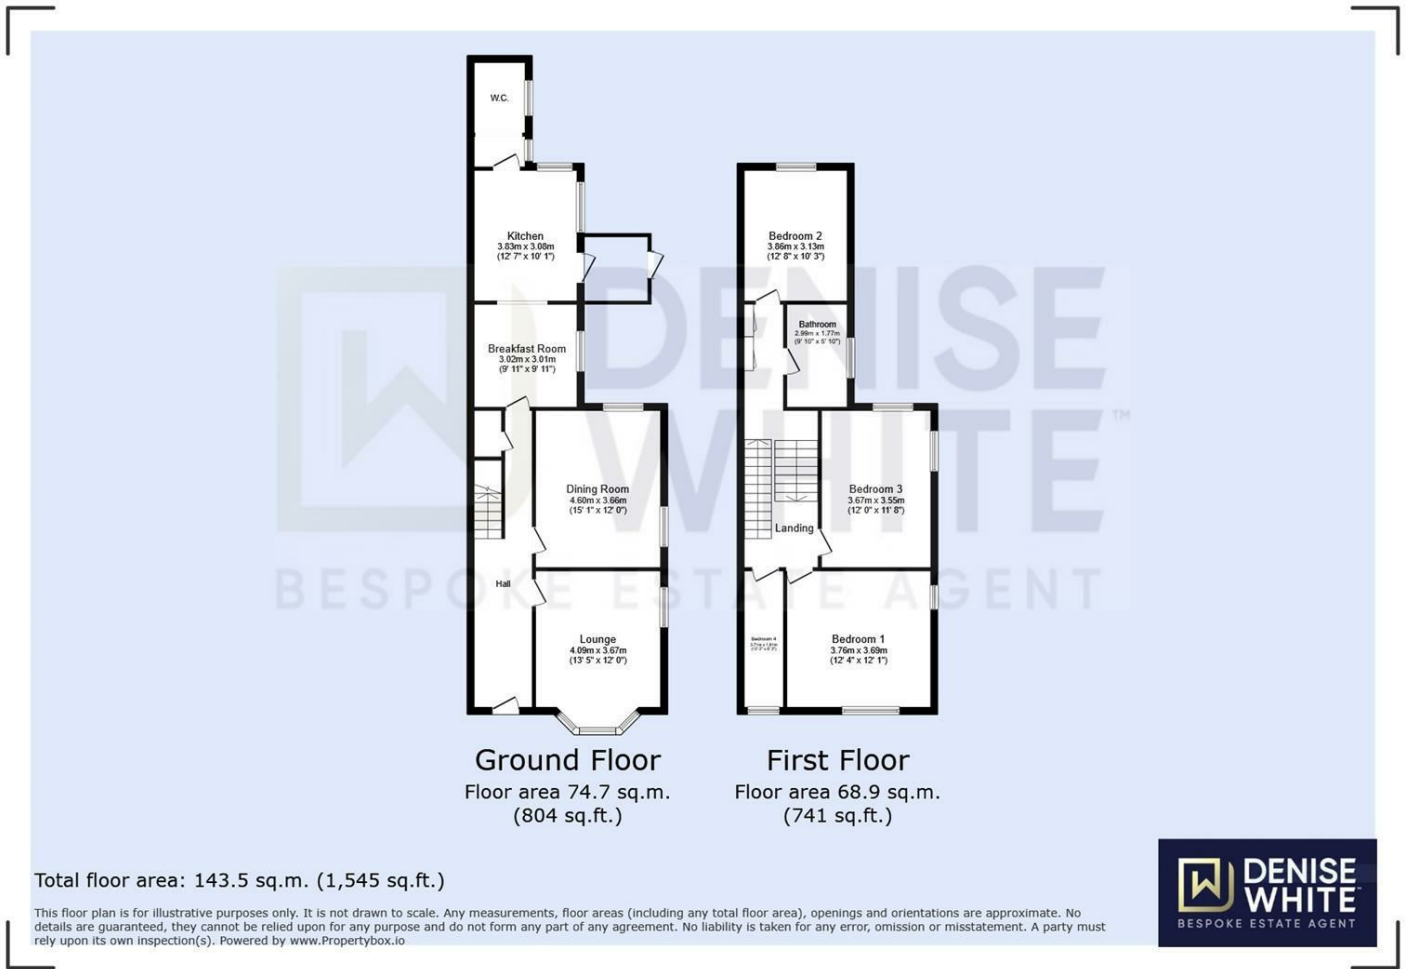 W.C.
Kitchen
3.83m x 3.08m
(12' 7" x 10' 1")
Breakfast Room
3.02m x 3.01m
(9' 11" x 9' 11")
Dining Room
4.60m x 3.66m
(15' 1" x 12' 0")
Hall
Lounge
4.09m x 3.67m
(13' 5" x 12' 0")
Bedroom 2
3.86m x 3.13m
(12' 8" x 10' 3")
Bathroom
2.99m x 1.77m
(9' 10" x 5' 10")
Bedroom 3
3.67m x 3.55m
(12' 0" x 11' 8")
Landing
Bedroom 4
Bedroom 1
3.76m x 3.69m
(12' 4" x 12' 1")
DENISE
WHITE™
BESPOKE ESTATE AGENT
Ground Floor
Floor area 74.7 sq.m.
(804 sq.ft.)
First Floor
Floor area 68.9 sq.m.
(741 sq.ft.)
Total floor area: 143.5 sq.m. (1,545 sq.ft.)
This floor plan is for illustrative purposes only. It is not drawn to scale. Any measurements, floor areas (including any total floor area), openings and orientations are approximate. No
details are guaranteed, they cannot be relied upon for any purpose and do not form any part of any agreement. No liability is taken for any error, omission or misstatement. A party must
rely upon its own inspection(s). Powered by www.Propertybox.io
DENISE
WHITE™
BESPOKE ESTATE AGENT